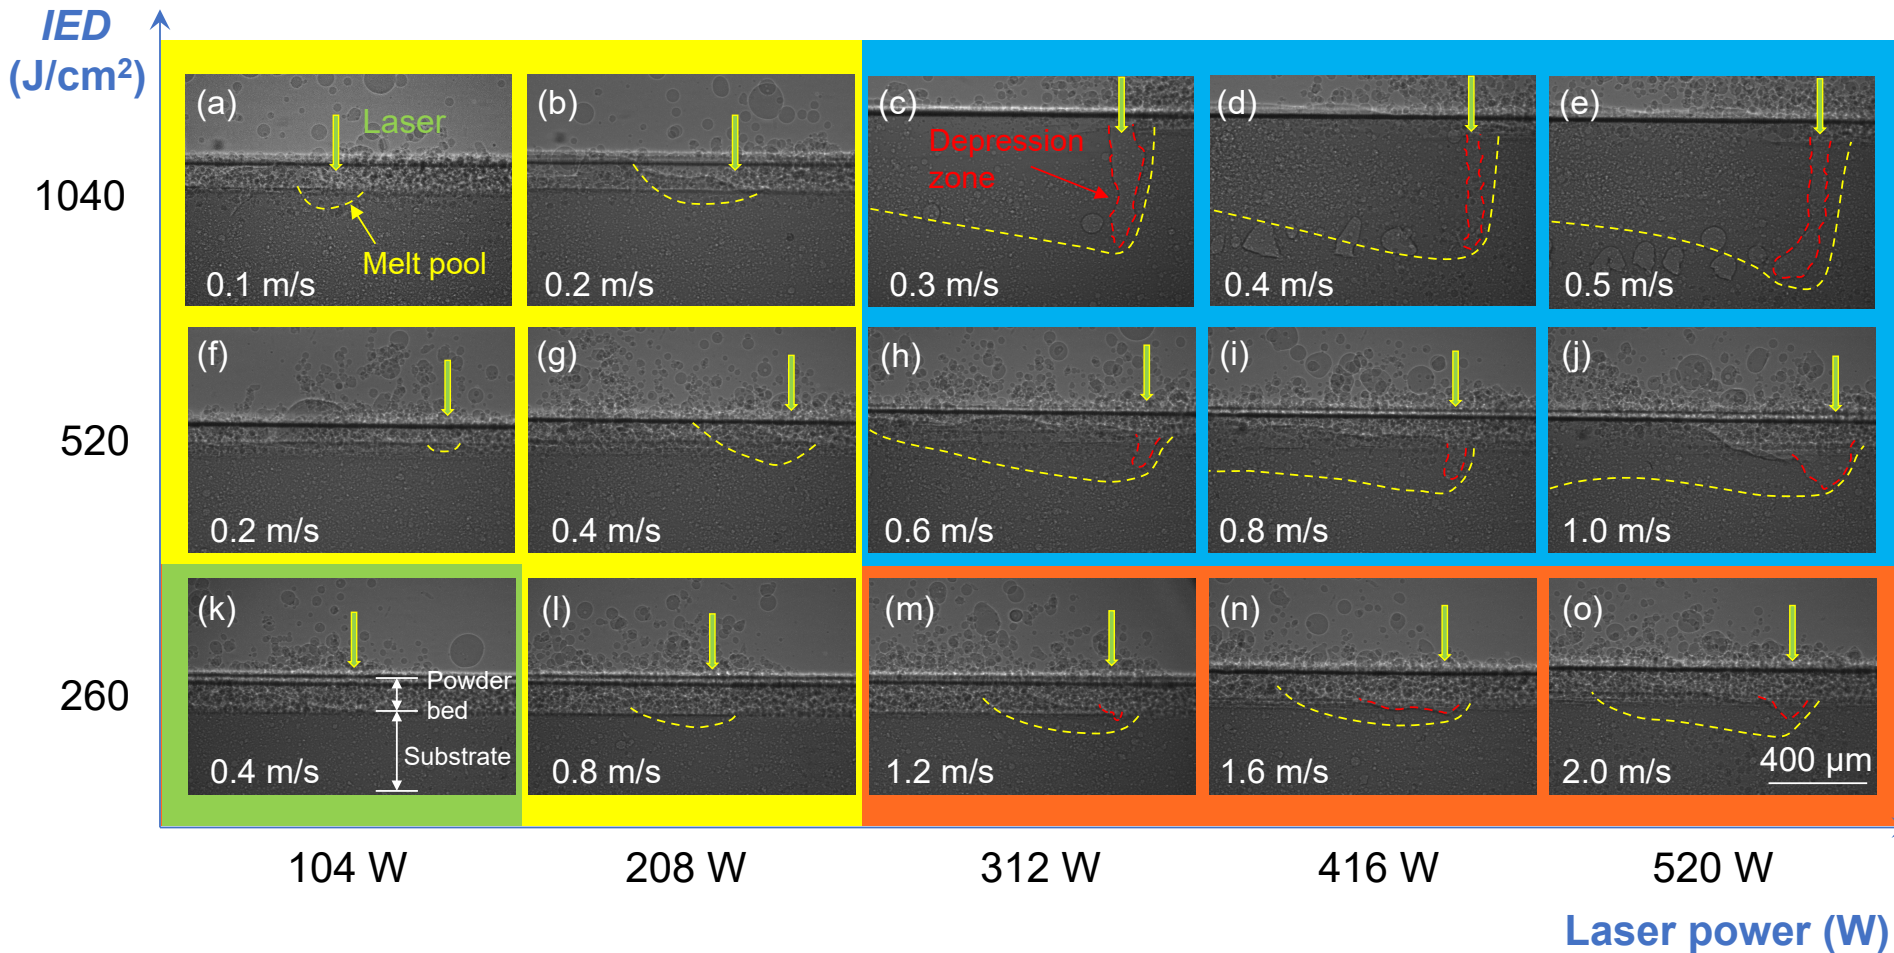 IED
(J/cm²)
1040
520
260
(a)
Laser
Melt pool
0.1 m/s
(b)
0.2 m/s
(c)
Depression
zone
0.3 m/s
(d)
0.4 m/s
(e)
0.5 m/s
(f)
0.2 m/s
(g)
0.4 m/s
(h)
0.6 m/s
(i)
0.8 m/s
(j)
1.0 m/s
(k)
Powder
bed
Substrate
0.4 m/s
(l)
0.8 m/s
(m)
1.2 m/s
(n)
1.6 m/s
(o)
2.0 m/s
400 µm
104 W
208 W
312 W
416 W
520 W
Laser power (W)